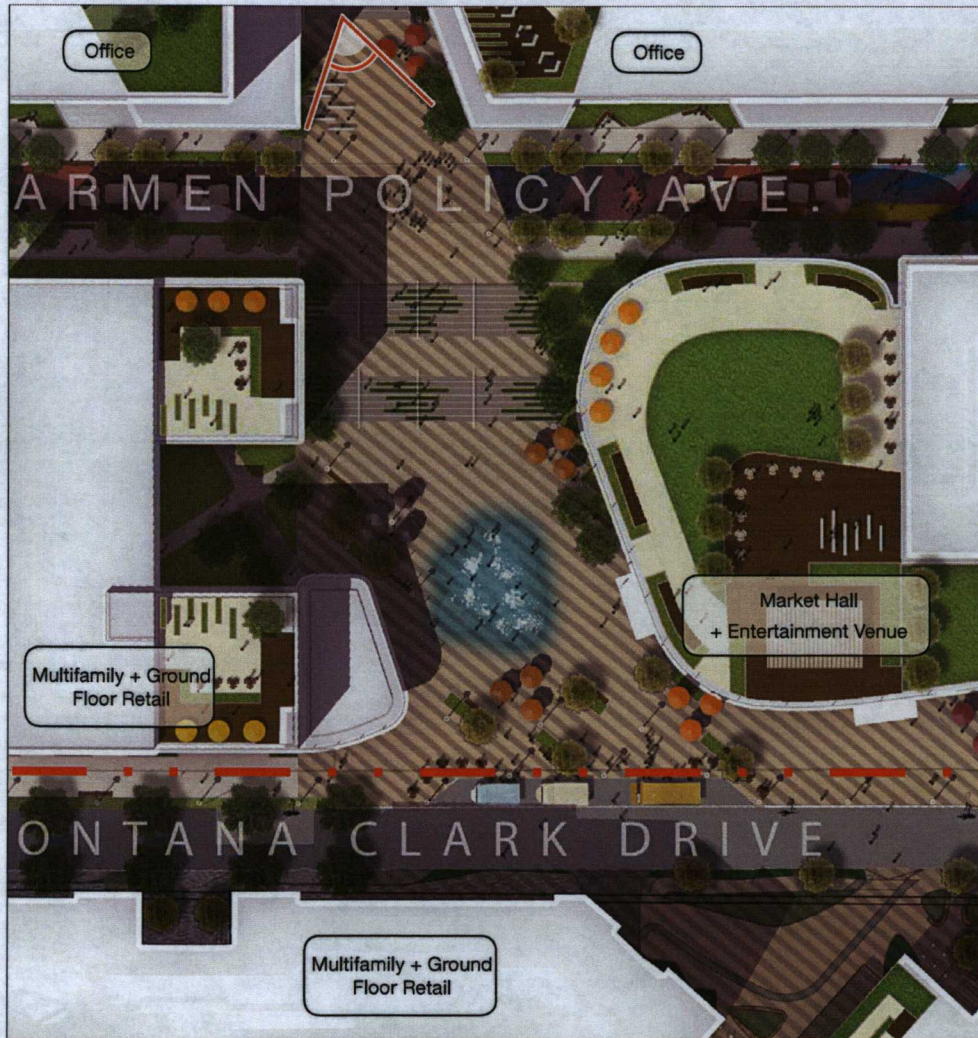 Office
Office
ARMEN POLICY AVE.
Market Hall
+ Entertainment Venue
Multifamily + Ground
Floor Retail
ONTANA CLARK DRIVE
Multifamily + Ground
Floor Retail